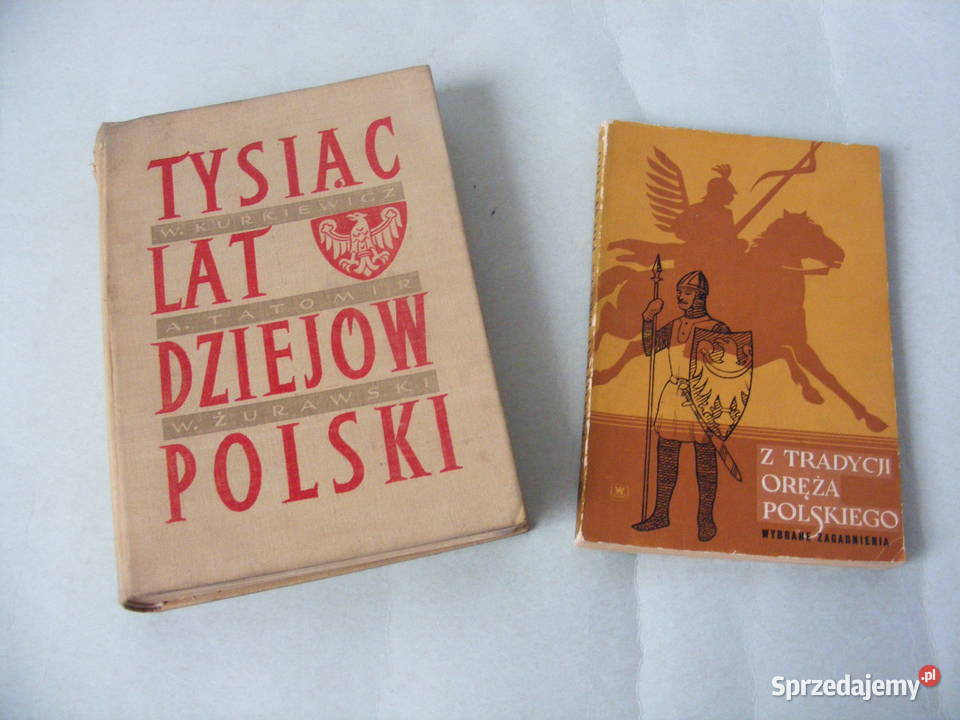 TYSIĄC
W. KURKIEWICZ
LAT
A. TATOMIR
DZIEJÓW
W. ŻURAWSKI
POLSKI
W
Z TRADYCJI
ORĘŻA
POLSKIEGO
WYBRANE ZAGADNIENIA
Sprzedajemy.pl